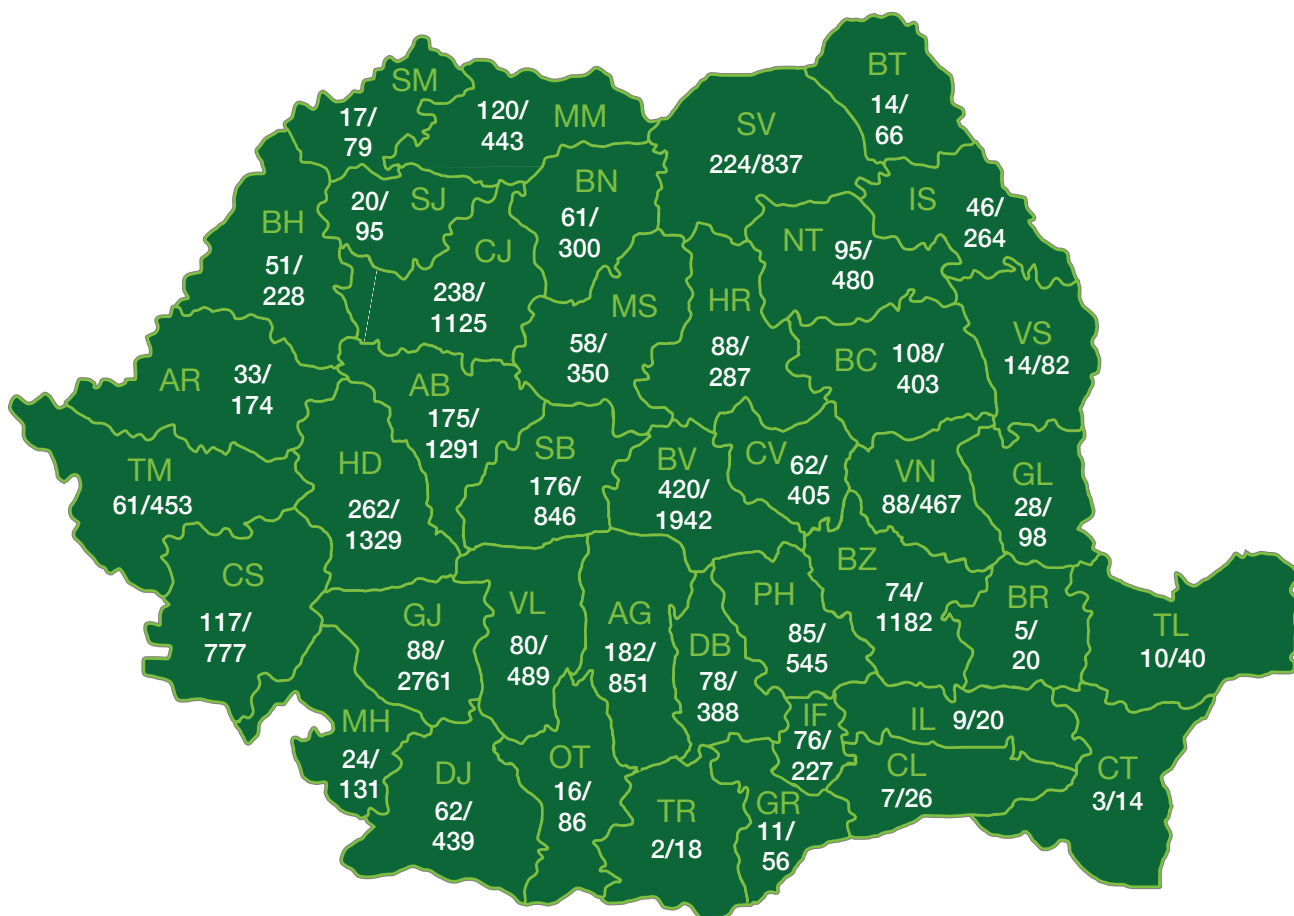 SM
17/
79
120/
443
MM
SV
224/837
BT
14/
66
BH
51/
228
20/
95
SJ
BN
61/
300
IS
46/
264
CJ
238/
1125
NT
95/
480
MS
58/
350
HR
88/
287
BC
108/
403
VS
14/82
AR
33/
174
AB
175/
1291
TM
61/453
HD
262/
1329
SB
176/
846
BV
420/
1942
CV
62/
405
VN
88/467
GL
28/
98
CS
117/
777
GJ
88/
2761
VL
80/
489
AG
182/
851
DB
78/
388
PH
85/
545
BZ
74/
1182
BR
5/
20
TL
10/40
MH
24/
131
DJ
62/
439
OT
16/
86
TR
2/18
GR
11/
56
IF
76/
227
IL
9/20
CL
7/26
CT
3/14